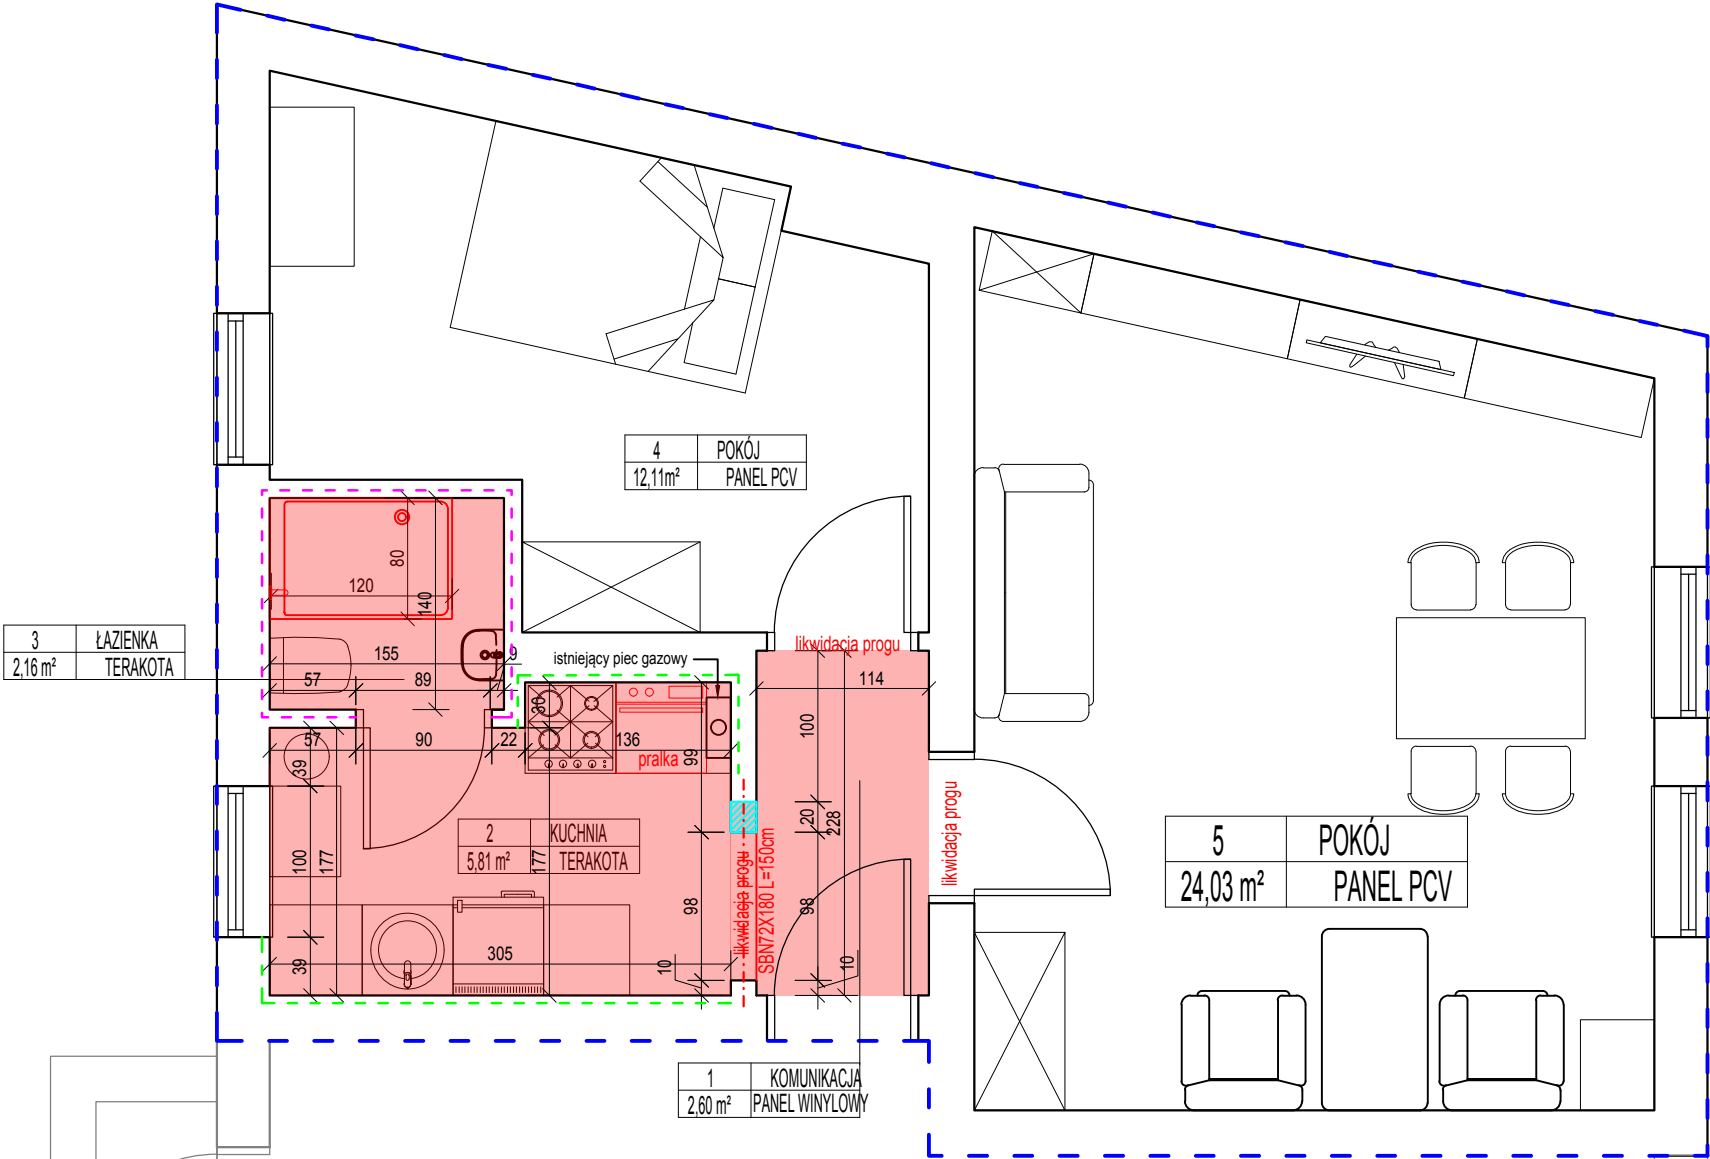 4 POKÓJ
12,11m² PANEL PCV
80
120
140
3 ŁAZIENKA
2,16 m² TERAKOTA
155
9
57
89
istniejący piec gazowy
likwidacja progu
114
30
100
57
90
22
136
99
pralka
39
20
228
likwidacja progu
2 KUCHNIA
5,81 m² TERAKOTA
100
177
177
likwidacja progu
SBN72X180 L=150cm
98
98
5 POKÓJ
24,03 m² PANEL PCV
305
39
10
10
1 KOMUNIKACJA
2,60 m² PANEL WINYLOWY